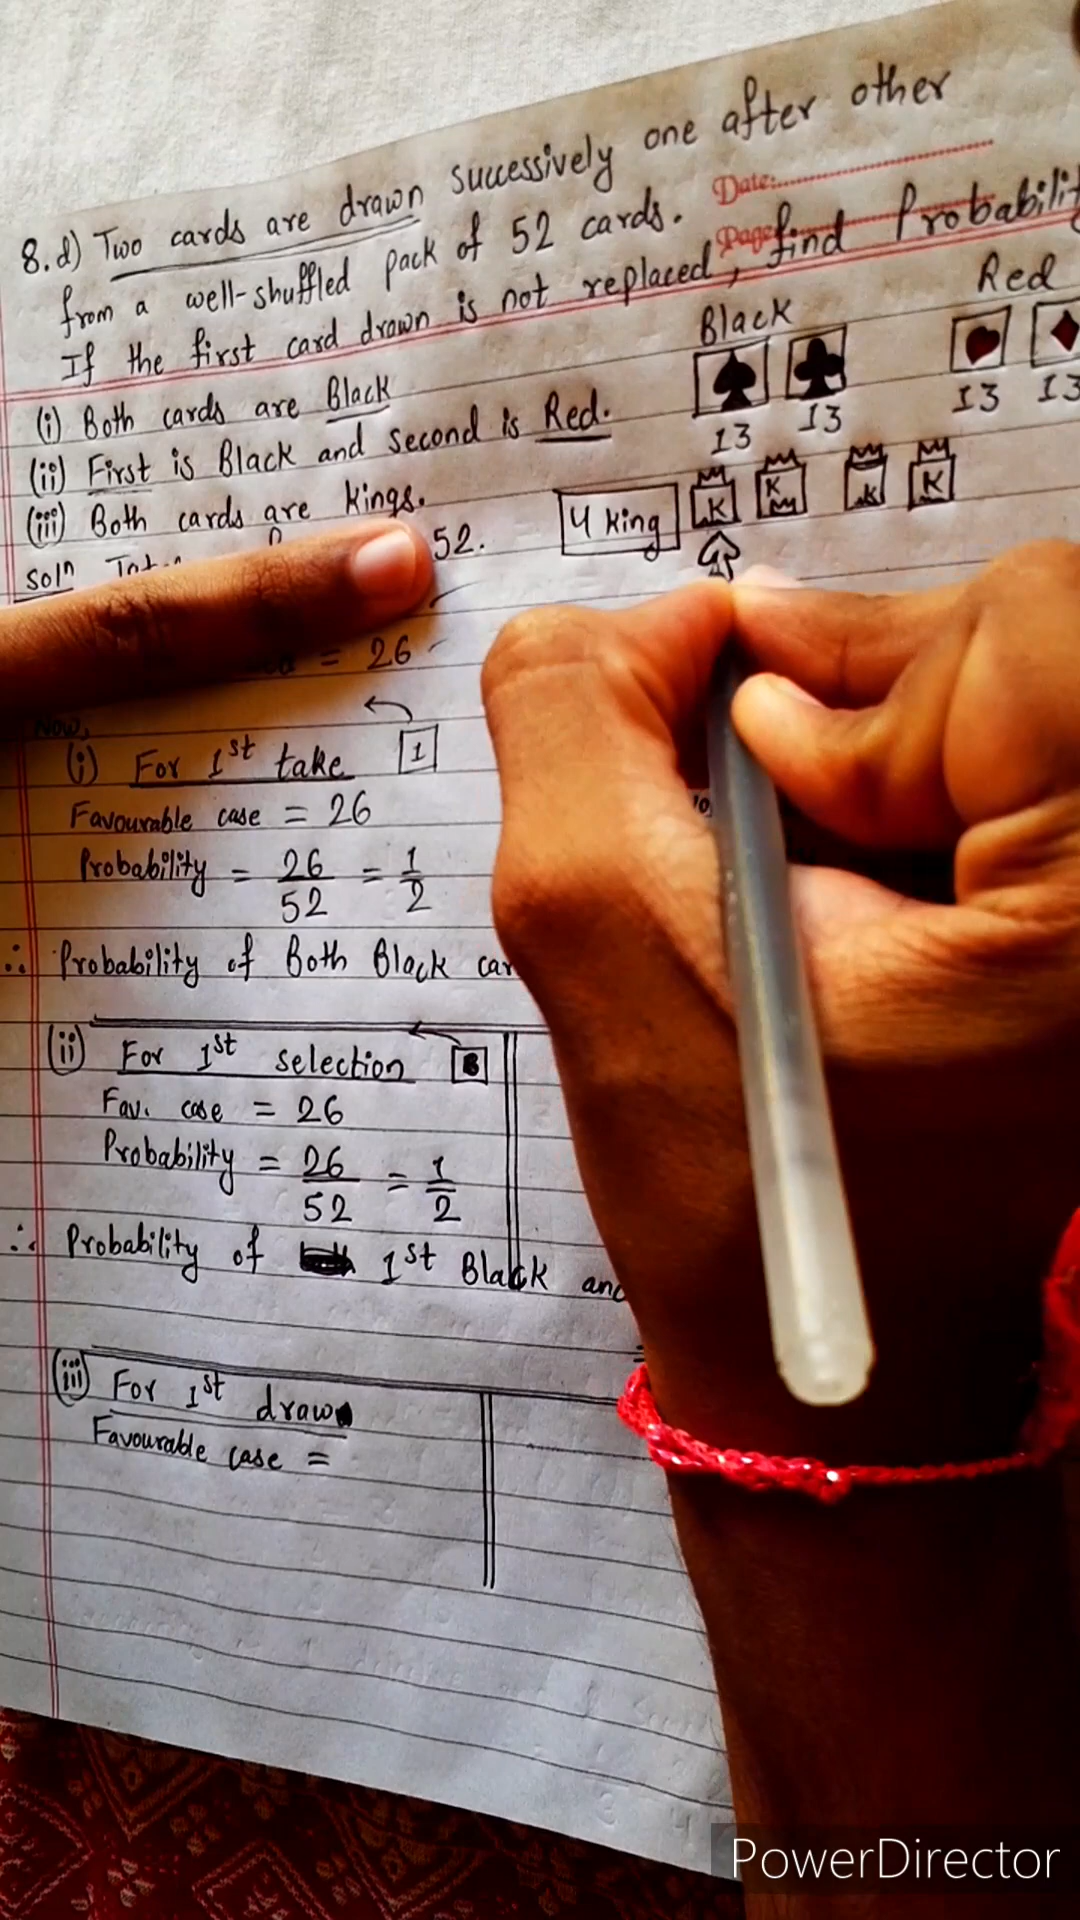 8.d) Two cards are drawn successively one after other
from a well-shuffled pack of 52 cards.
Date:
Page
If the first card drawn is not replaced, find Probabilit
(i) Both cards are Black
(ii) First is Black and second is Red.
(iii) Both cards are kings.
Black
Red
13 13
13 13
4 king
K K K K
Soln
52.
= 26
Now,
(i) For 1st take
1
Favourable case = 26
Probability = 26/52 = 1/2
∴ Probability of Both Black car
(ii) For 1st selection
B
Fav. case = 26
Probability = 26/52 = 1/2
∴ Probability of 1st Black and
(iii) For 1st draw
Favourable case =
PowerDirector